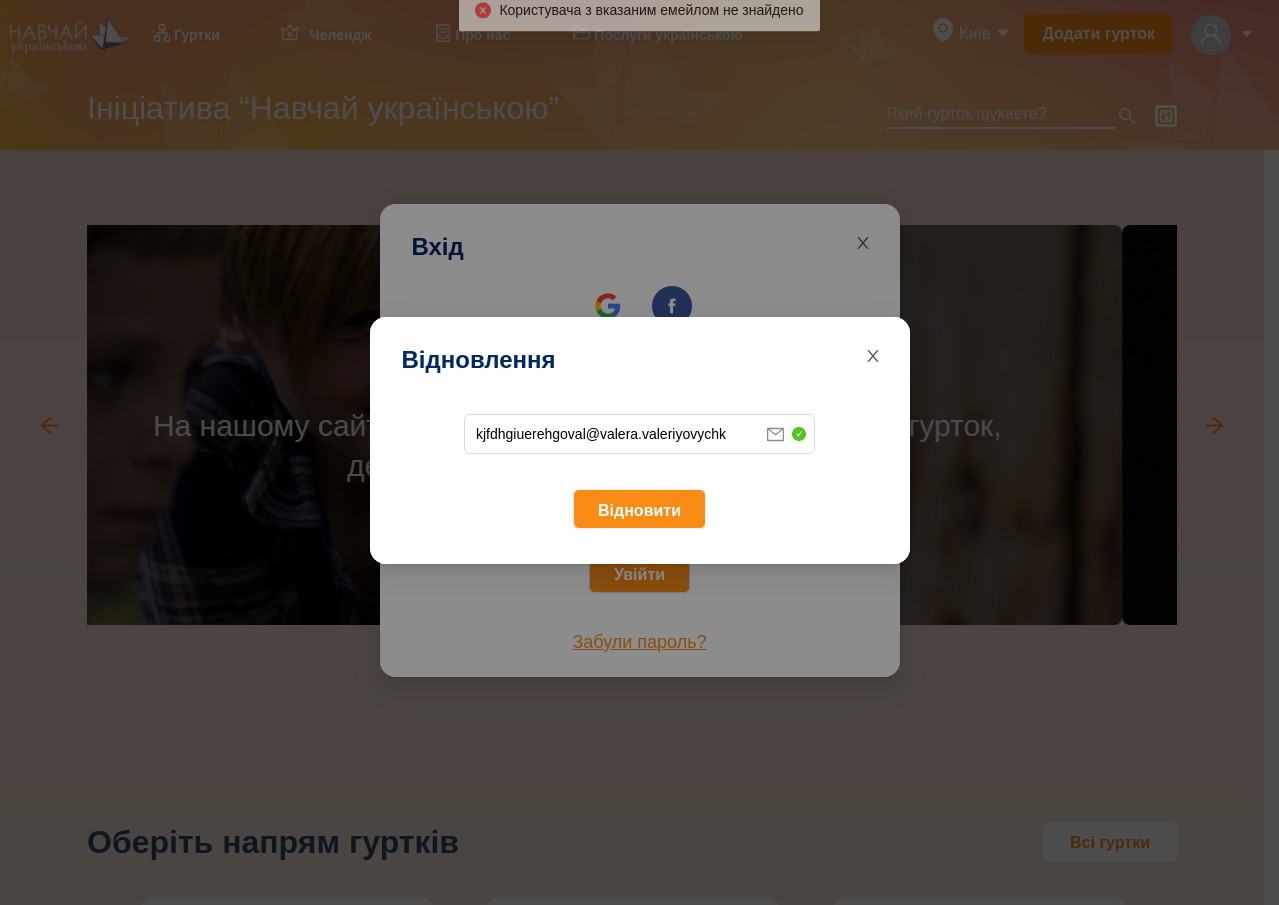 Користувача з вказаним емейлом не знайдено
НАВЧАЙ
українською
Гуртки
Челендж
Про нас
Послуги українською
Київ
Додати гурток
Ініціатива “Навчай українською”
Який гурток шукаєте?
Вхід
Відновлення
На нашому сайт
гурток,
де
kjfdhgiuerehgoval@valera.valeriyovychk
Відновити
Увійти
Забули пароль?
Оберіть напрям гуртків
Всі гуртки